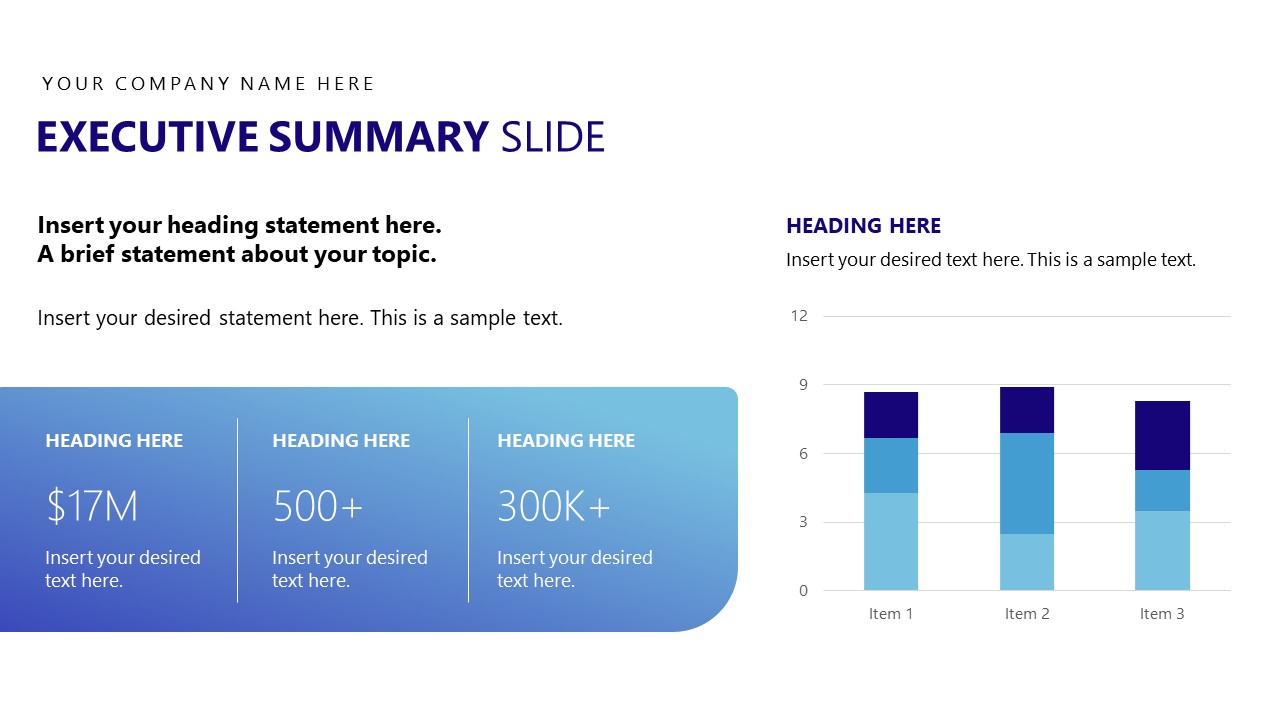 YOUR COMPANY NAME HERE
EXECUTIVE SUMMARY SLIDE
Insert your heading statement here.
A brief statement about your topic.
Insert your desired statement here. This is a sample text.
HEADING HERE
$17M
Insert your desired
text here.
HEADING HERE
500+
Insert your desired
text here.
HEADING HERE
300K+
Insert your desired
text here.
HEADING HERE
Insert your desired text here. This is a sample text.
12
9
6
3
0
Item 1
Item 2
Item 3